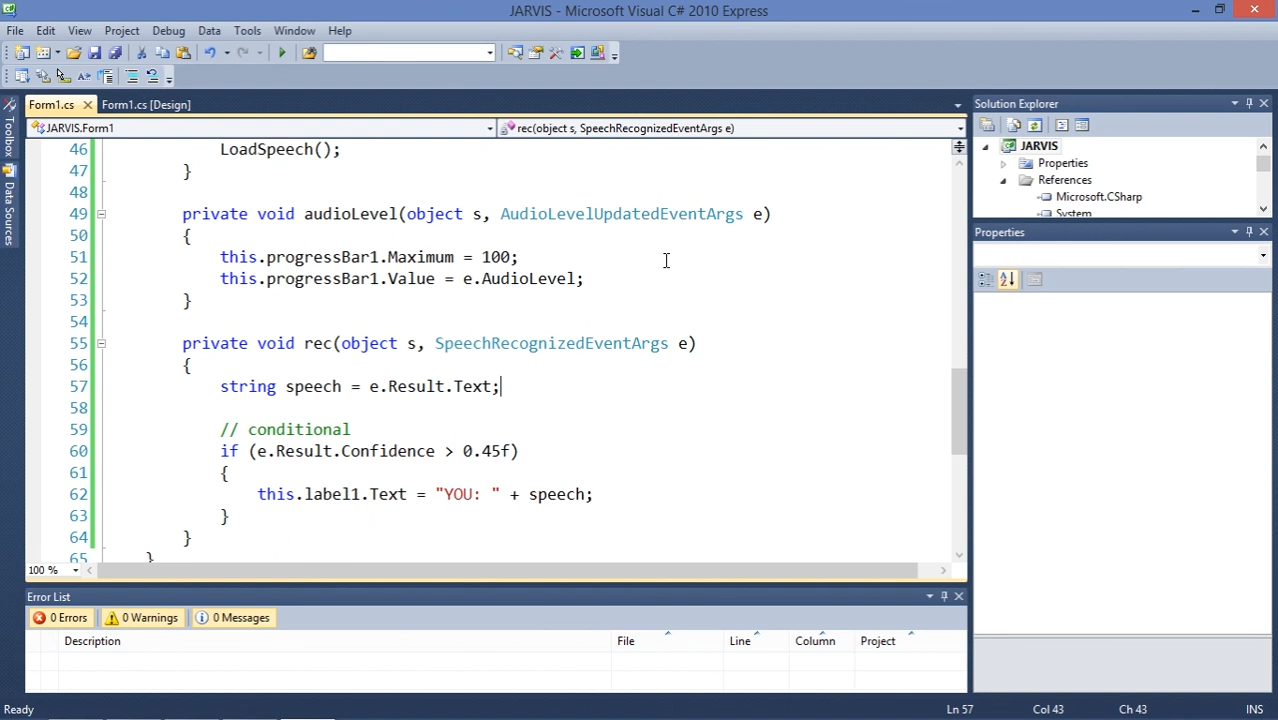 JARVIS - Microsoft Visual C# 2010 Express
File Edit View Project Debug Data Tools Window Help
Form1.cs Form1.cs [Design] Solution Explorer
JARVIS.Form1 rec(object s, SpeechRecognizedEventArgs e)
Toolbox
Data Sources
46 LoadSpeech();
47 }
48
49 private void audioLevel(object s, AudioLevelUpdatedEventArgs e)
50 {
51 this.progressBar1.Maximum = 100;
52 this.progressBar1.Value = e.AudioLevel;
53 }
54
55 private void rec(object s, SpeechRecognizedEventArgs e)
56 {
57 string speech = e.Result.Text;
58
59 // conditional
60 if (e.Result.Confidence > 0.45f)
61 {
62 this.label1.Text = "YOU: " + speech;
63 }
64 }
65 }
100 %
JARVIS
Properties
References
Microsoft.CSharp
System
Properties
Error List
0 Errors 0 Warnings 0 Messages
Description File Line Column Project
Ready Ln 57 Col 43 Ch 43 INS